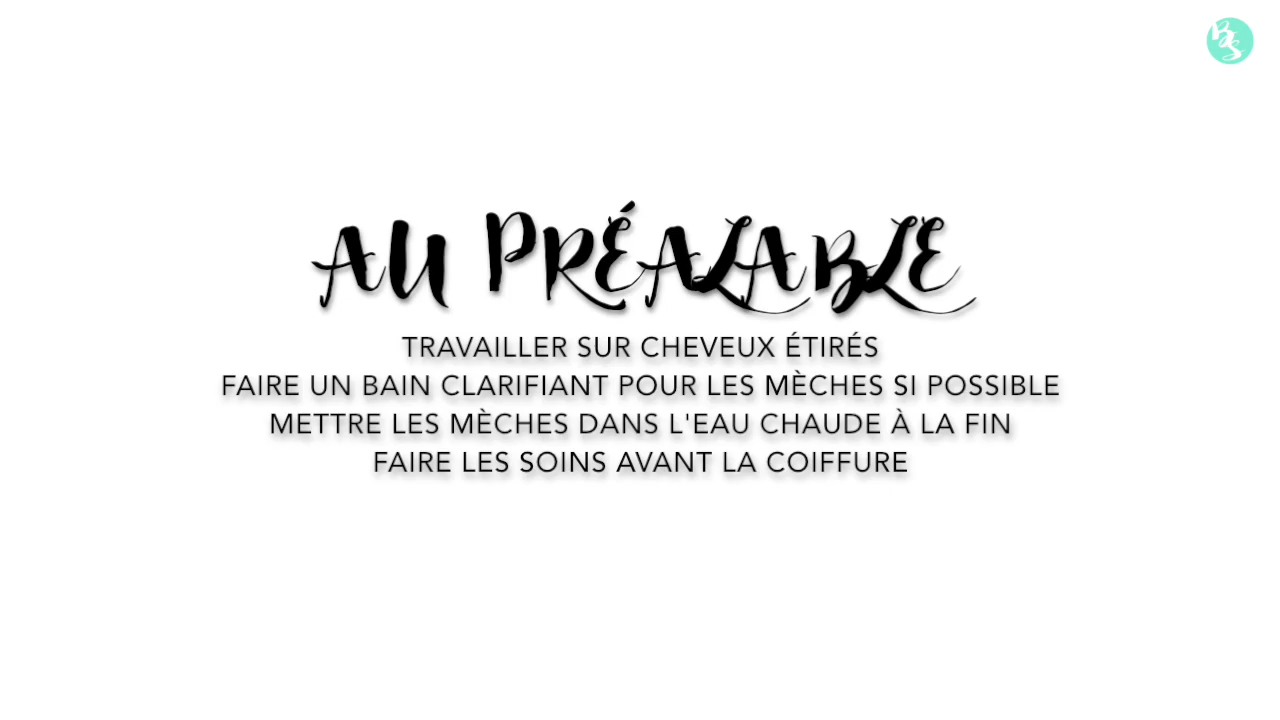 BS
AU PRÉALABLE
TRAVAILLER SUR CHEVEUX ÉTIRÉS
FAIRE UN BAIN CLARIFIANT POUR LES MÈCHES SI POSSIBLE
METTRE LES MÈCHES DANS L'EAU CHAUDE À LA FIN
FAIRE LES SOINS AVANT LA COIFFURE